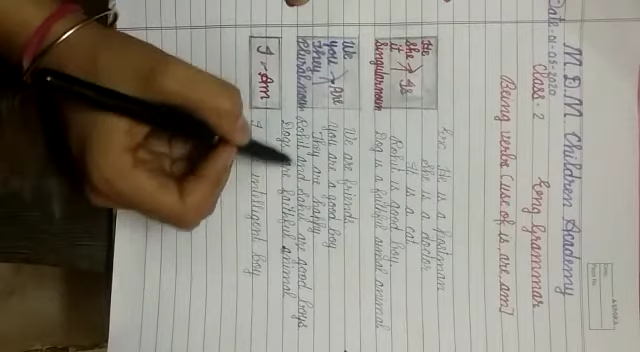 M.D.M. Children Academy
Date-01-05-2020
Class-2 Eng Grammar
Being verbs (use of is, are, am]
He
she → Is
it
Singular noun
Ex:- He is a postman
She is a doctor
It is a cat
Rohit is good boy.
Dog is a faithful animal
We
you → Are
They
Plural noun
We are friends
you are a good boy
They are happy
Rohit and Rahul are good boys
Dogs are faithful animal
I → Am
I intelligent boy